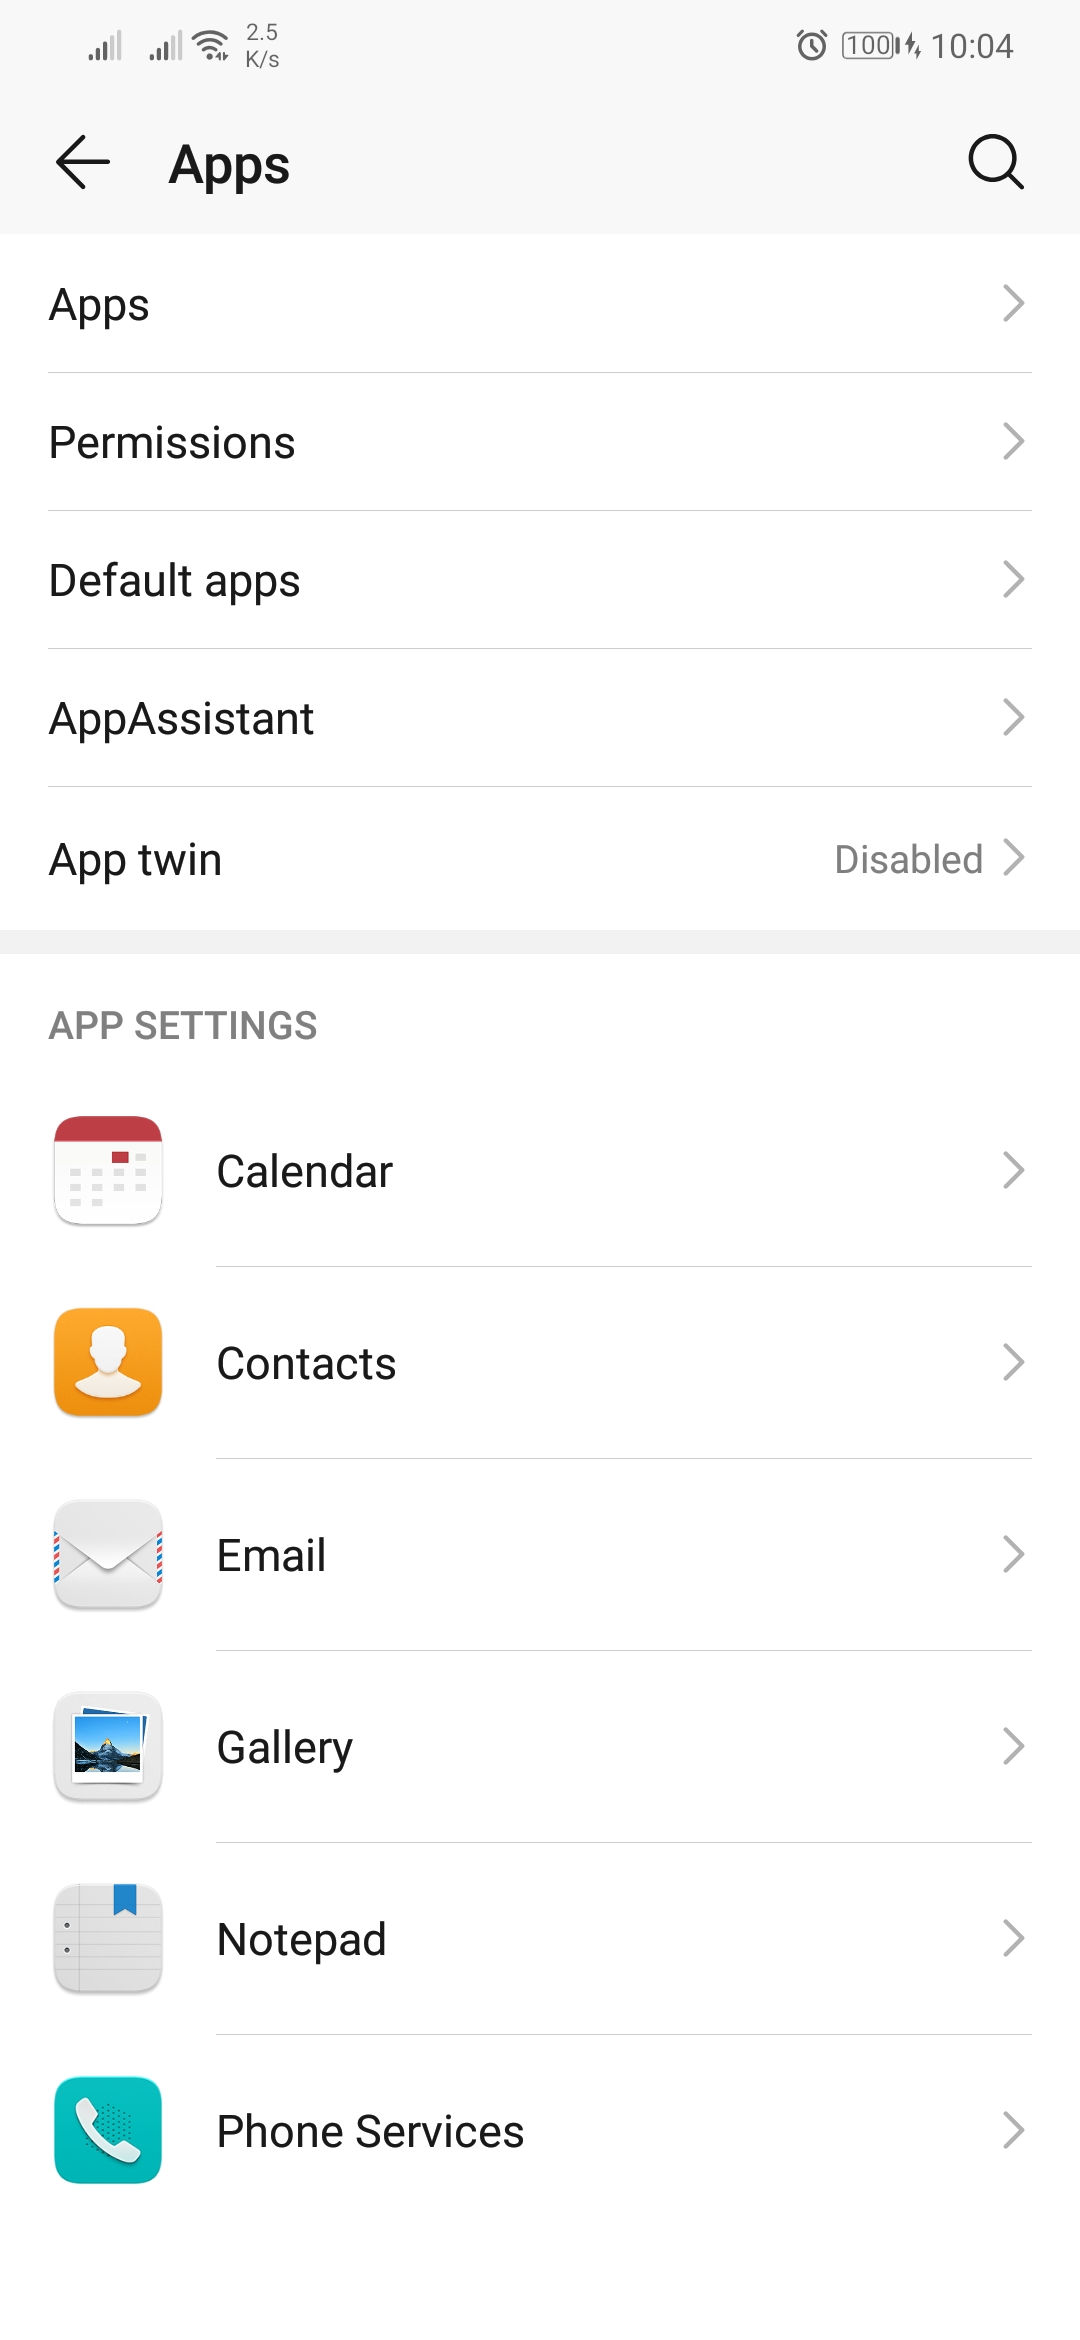 2.5
K/s
100
10:04
Apps
Apps
Permissions
Default apps
AppAssistant
App twin
Disabled
APP SETTINGS
Calendar
Contacts
Email
Gallery
Notepad
Phone Services